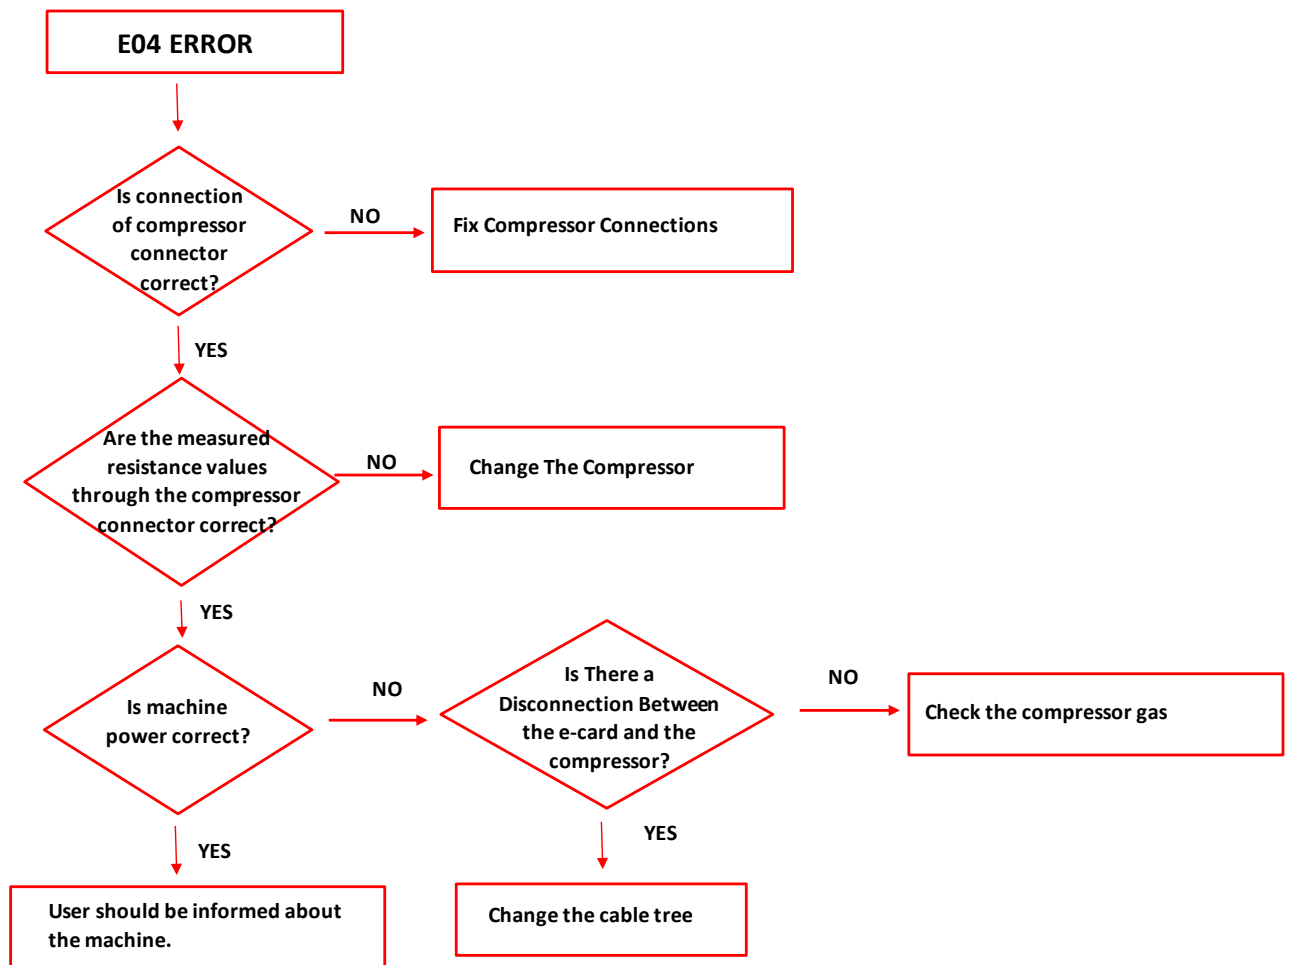 E04 ERROR
Is connection
of compressor
connector
correct?
NO
Fix Compressor Connections
YES
Are the measured
resistance values
through the compressor
connector correct?
NO
Change The Compressor
YES
Is machine
power correct?
NO
Is There a
Disconnection Between
the e-card and the
compressor?
NO
Check the compressor gas
YES
User should be informed about
the machine.
YES
Change the cable tree